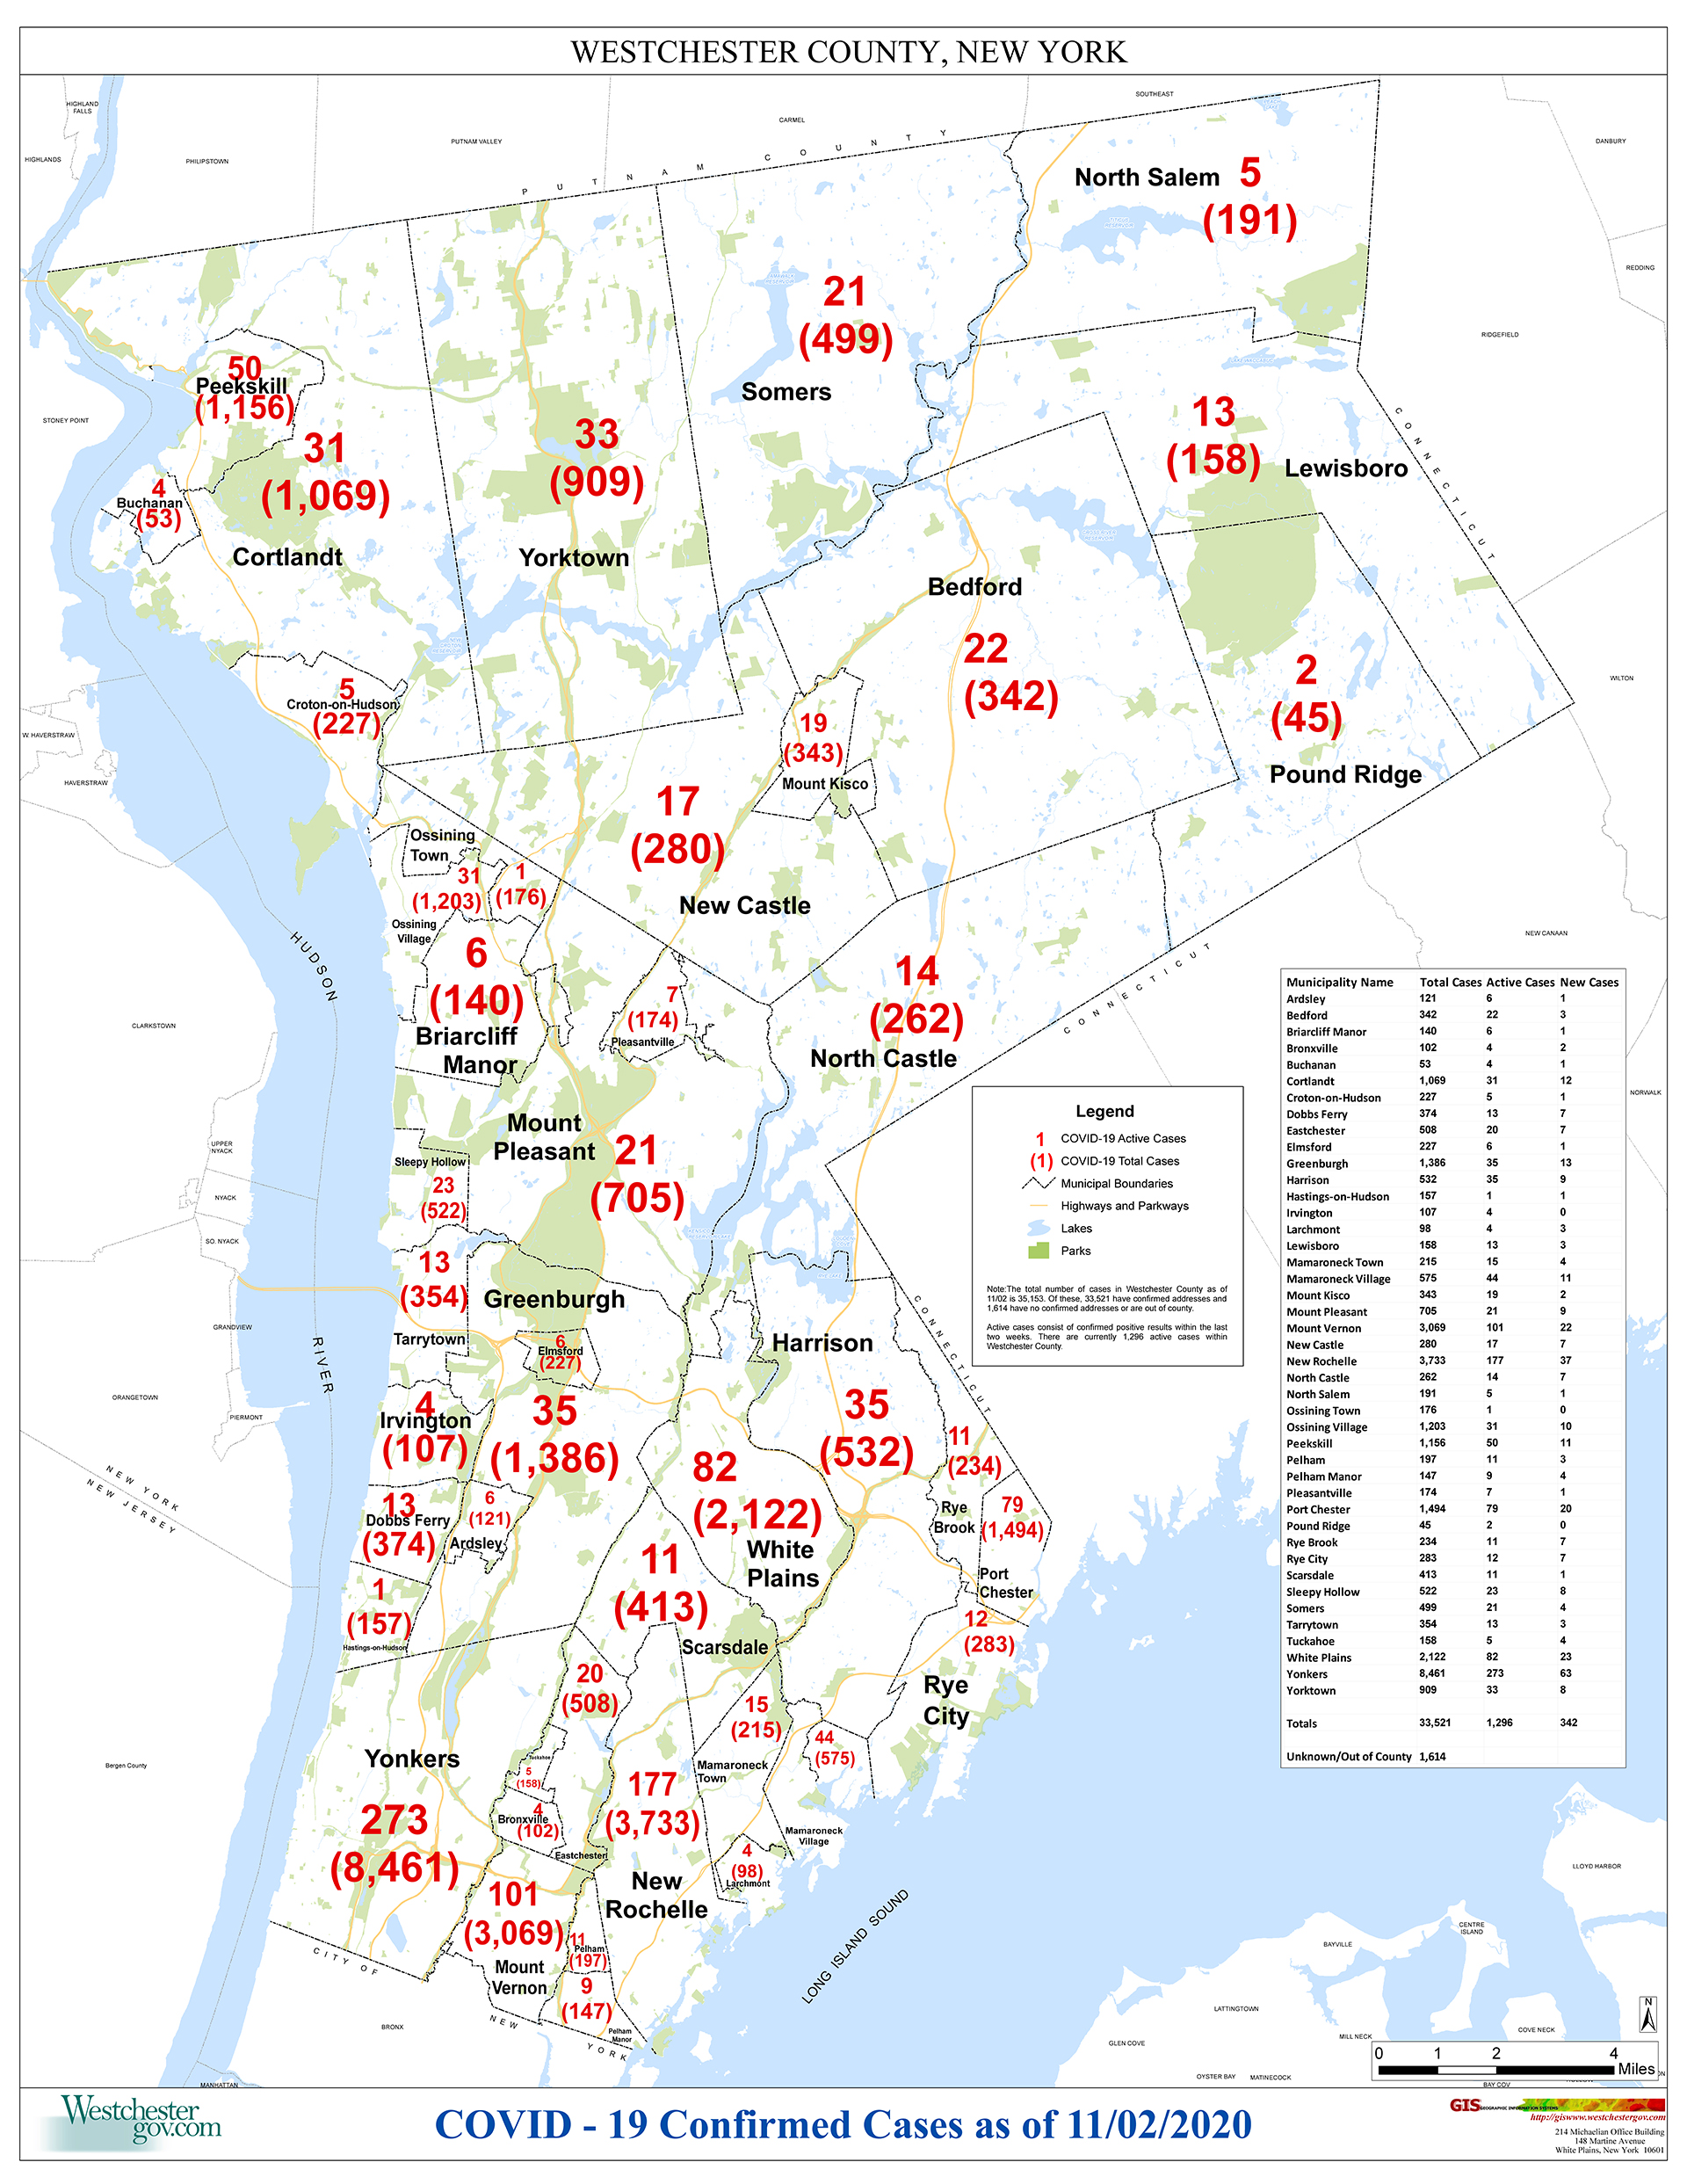 WESTCHESTER COUNTY, NEW YORK
HIGHLAND
FALLS
HIGHLANDS
PHILIPSTOWN
PUTNAM VALLEY
CARMEL
SOUTHEAST
DANBURY
REDDING
RIDGEFIELD
WILTON
NEW CANAAN
NORWALK
PUTNAM COUNTY
North Salem 5
(191)
21
(499)
Somers
50
Peekskill
(1,156)
31
(1,069)
Cortlandt
33
(909)
Yorktown
13
(158)
Lewisboro
CONNECTICUT
STONEY POINT
4
Buchanan
(53)
Bedford
22
(342)
2
(45)
Pound Ridge
5
Croton-on-Hudson
(227)
W. HAVERSTRAW
HAVERSTRAW
19
(343)
Mount Kisco
17
(280)
New Castle
Ossining
Town
31
(1,203)
1
(176)
Ossining
Village
6
(140)
Briarcliff
Manor
7
(174)
Pleasantville
14
(262)
North Castle
CONNECTICUT
HUDSON
RIVER
CLARKSTOWN
UPPER
NYACK
NYACK
SO. NYACK
GRANDVIEW
ORANGETOWN
PIERMONT
Mount
Pleasant
21
(705)
Sleepy Hollow
23
(522)
13
(354)
Tarrytown
Greenburgh
6
Elmsford
(227)
35
(1,386)
4
Irvington
(107)
Harrison
35
(532)
CONNECTICUT
11
(234)
Rye
Brook
79
(1,494)
Port
Chester
82
(2,122)
White
Plains
13
Dobbs Ferry
(374)
6
(121)
Ardsley
11
(413)
Scarsdale
1
(157)
Hastings-on-Hudson
12
(283)
Rye
City
NEW YORK
NEW JERSEY
20
(508)
15
(215)
Mamaroneck
Town
44
(575)
Mamaroneck
Village
Tuckahoe
5
(158)
4
Bronxville
(102)
Eastchester
177
(3,733)
New
Rochelle
4
(98)
Larchmont
Yonkers
273
(8,461)
101
(3,069)
Mount
Vernon
11
Pelham
(197)
9
(147)
Pelham
Manor
CITY OF
NEW
YORK
Bergen County
BRONX
MANHATTAN
LONG ISLAND SOUND
Legend
1 COVID-19 Active Cases
(1) COVID-19 Total Cases
Municipal Boundaries
Highways and Parkways
Lakes
Parks
Note:The total number of cases in Westchester County as of
11/02 is 35,153. Of these, 33,521 have confirmed addresses and
1,614 have no confirmed addresses or are out of county.
Active cases consist of confirmed positive results within the last
two weeks. There are currently 1,296 active cases within
Westchester County.
Municipality Name Total Cases Active Cases New Cases
Ardsley 121 6 1
Bedford 342 22 3
Briarcliff Manor 140 6 1
Bronxville 102 4 2
Buchanan 53 4 1
Cortlandt 1,069 31 12
Croton-on-Hudson 227 5 1
Dobbs Ferry 374 13 7
Eastchester 508 20 7
Elmsford 227 6 1
Greenburgh 1,386 35 13
Harrison 532 35 9
Hastings-on-Hudson 157 1 1
Irvington 107 4 0
Larchmont 98 4 3
Lewisboro 158 13 3
Mamaroneck Town 215 15 4
Mamaroneck Village 575 44 11
Mount Kisco 343 19 2
Mount Pleasant 705 21 9
Mount Vernon 3,069 101 22
New Castle 280 17 7
New Rochelle 3,733 177 37
North Castle 262 14 7
North Salem 191 5 1
Ossining Town 176 1 0
Ossining Village 1,203 31 10
Peekskill 1,156 50 11
Pelham 197 11 3
Pelham Manor 147 9 4
Pleasantville 174 7 1
Port Chester 1,494 79 20
Pound Ridge 45 2 0
Rye Brook 234 11 7
Rye City 283 12 7
Scarsdale 413 11 1
Sleepy Hollow 522 23 8
Somers 499 21 4
Tarrytown 354 13 3
Tuckahoe 158 5 4
White Plains 2,122 82 23
Yonkers 8,461 273 63
Yorktown 909 33 8
Totals 33,521 1,296 342
Unknown/Out of County 1,614
LLOYD HARBOR
CENTRE
ISLAND
BAYVILLE
LATTINGTOWN
MILL NECK
COVE NECK
GLEN COVE
OYSTER BAY
MATINECOCK
BAY COV
N
0 1 2 4
Miles
Westchester
gov.com
COVID - 19 Confirmed Cases as of 11/02/2020
GIS GEOGRAPHIC INFORMATION SYSTEMS
http://giswww.westchestergov.com
214 Michaelian Office Building
148 Martine Avenue
White Plains, New York 10601